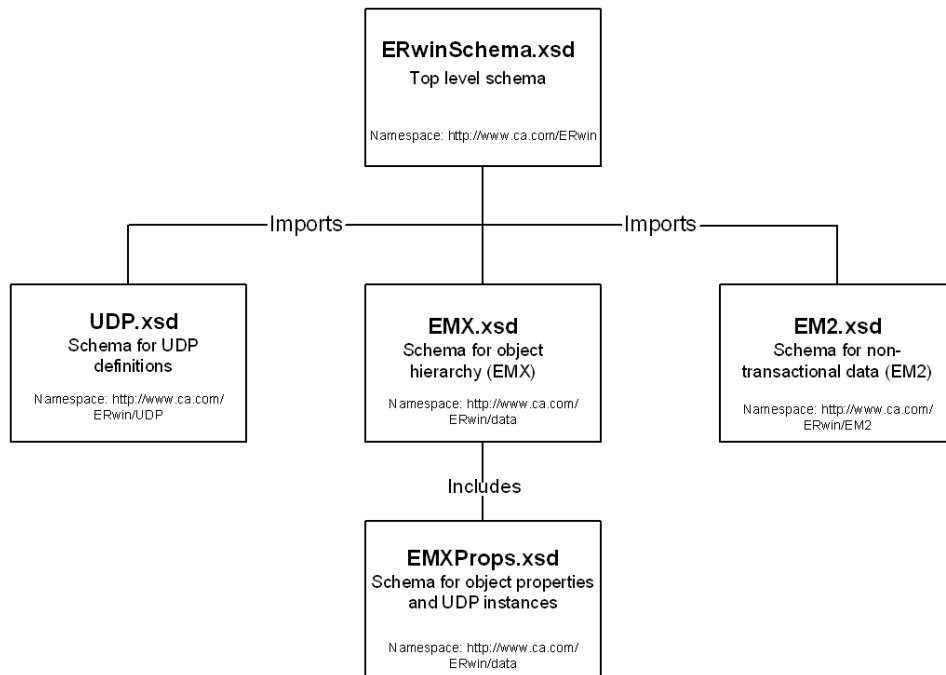 ERwinSchema.xsd
Top level schema
Namespace: http://www.ca.com/ERwin
Imports
Imports
UDP.xsd
Schema for UDP
definitions
Namespace: http://www.ca.com/
ERwin/UDP
EMX.xsd
Schema for object
hierarchy (EMX)
Namespace: http://www.ca.com/
ERwin/data
EM2.xsd
Schema for non-
transactional data (EM2)
Namespace: http://www.ca.com/
ERwin/EM2
Includes
EMXProps.xsd
Schema for object properties
and UDP instances
Namespace: http://www.ca.com/
ERwin/data